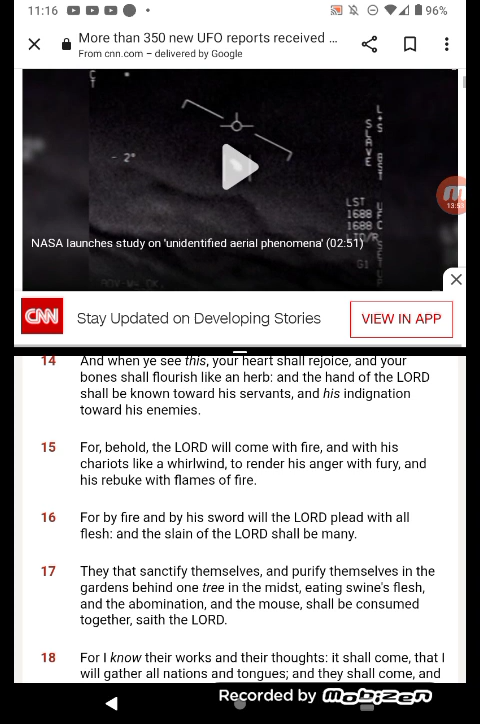 11:16
96%
More than 350 new UFO reports received ...
From cnn.com – delivered by Google
C
T
L+S
SLAVE
- 2°
LST
1688
1688 C
LTD/R
G1
NASA launches study on 'unidentified aerial phenomena' (02:51)
13:53
CNN
Stay Updated on Developing Stories
VIEW IN APP
14 And when ye see this, your heart shall rejoice, and your
bones shall flourish like an herb: and the hand of the LORD
shall be known toward his servants, and his indignation
toward his enemies.
15 For, behold, the LORD will come with fire, and with his
chariots like a whirlwind, to render his anger with fury, and
his rebuke with flames of fire.
16 For by fire and by his sword will the LORD plead with all
flesh: and the slain of the LORD shall be many.
17 They that sanctify themselves, and purify themselves in the
gardens behind one tree in the midst, eating swine's flesh,
and the abomination, and the mouse, shall be consumed
together, saith the LORD.
18 For I know their works and their thoughts: it shall come, that I
will gather all nations and tongues; and they shall come, and
Recorded by Mobizen